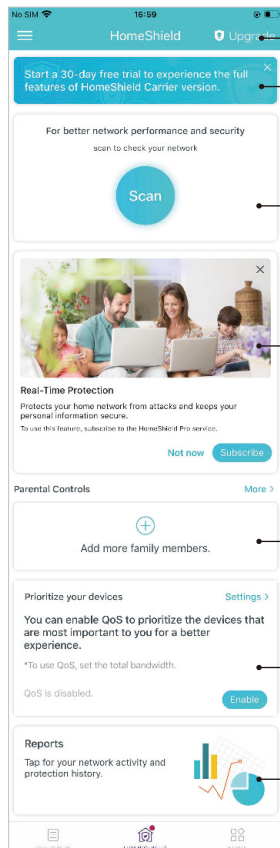 No SIM 16:59
HomeShield Upgrade
Start a 30-day free trial to experience the full
features of HomeShield Carrier version.
For better network performance and security
scan to check your network
Scan
Real-Time Protection
Protects your home network from attacks and keeps your
personal information secure.
To use this feature, subscribe to the HomeShield Pro service.
Not now Subscribe
Parental Controls More >
Add more family members.
Prioritize your devices Settings >
You can enable QoS to prioritize the devices that
are most important to you for a better
experience.
*To use QoS, set the total bandwidth.
QoS is disabled.
Enable
Reports
Tap for your network activity and
protection history.